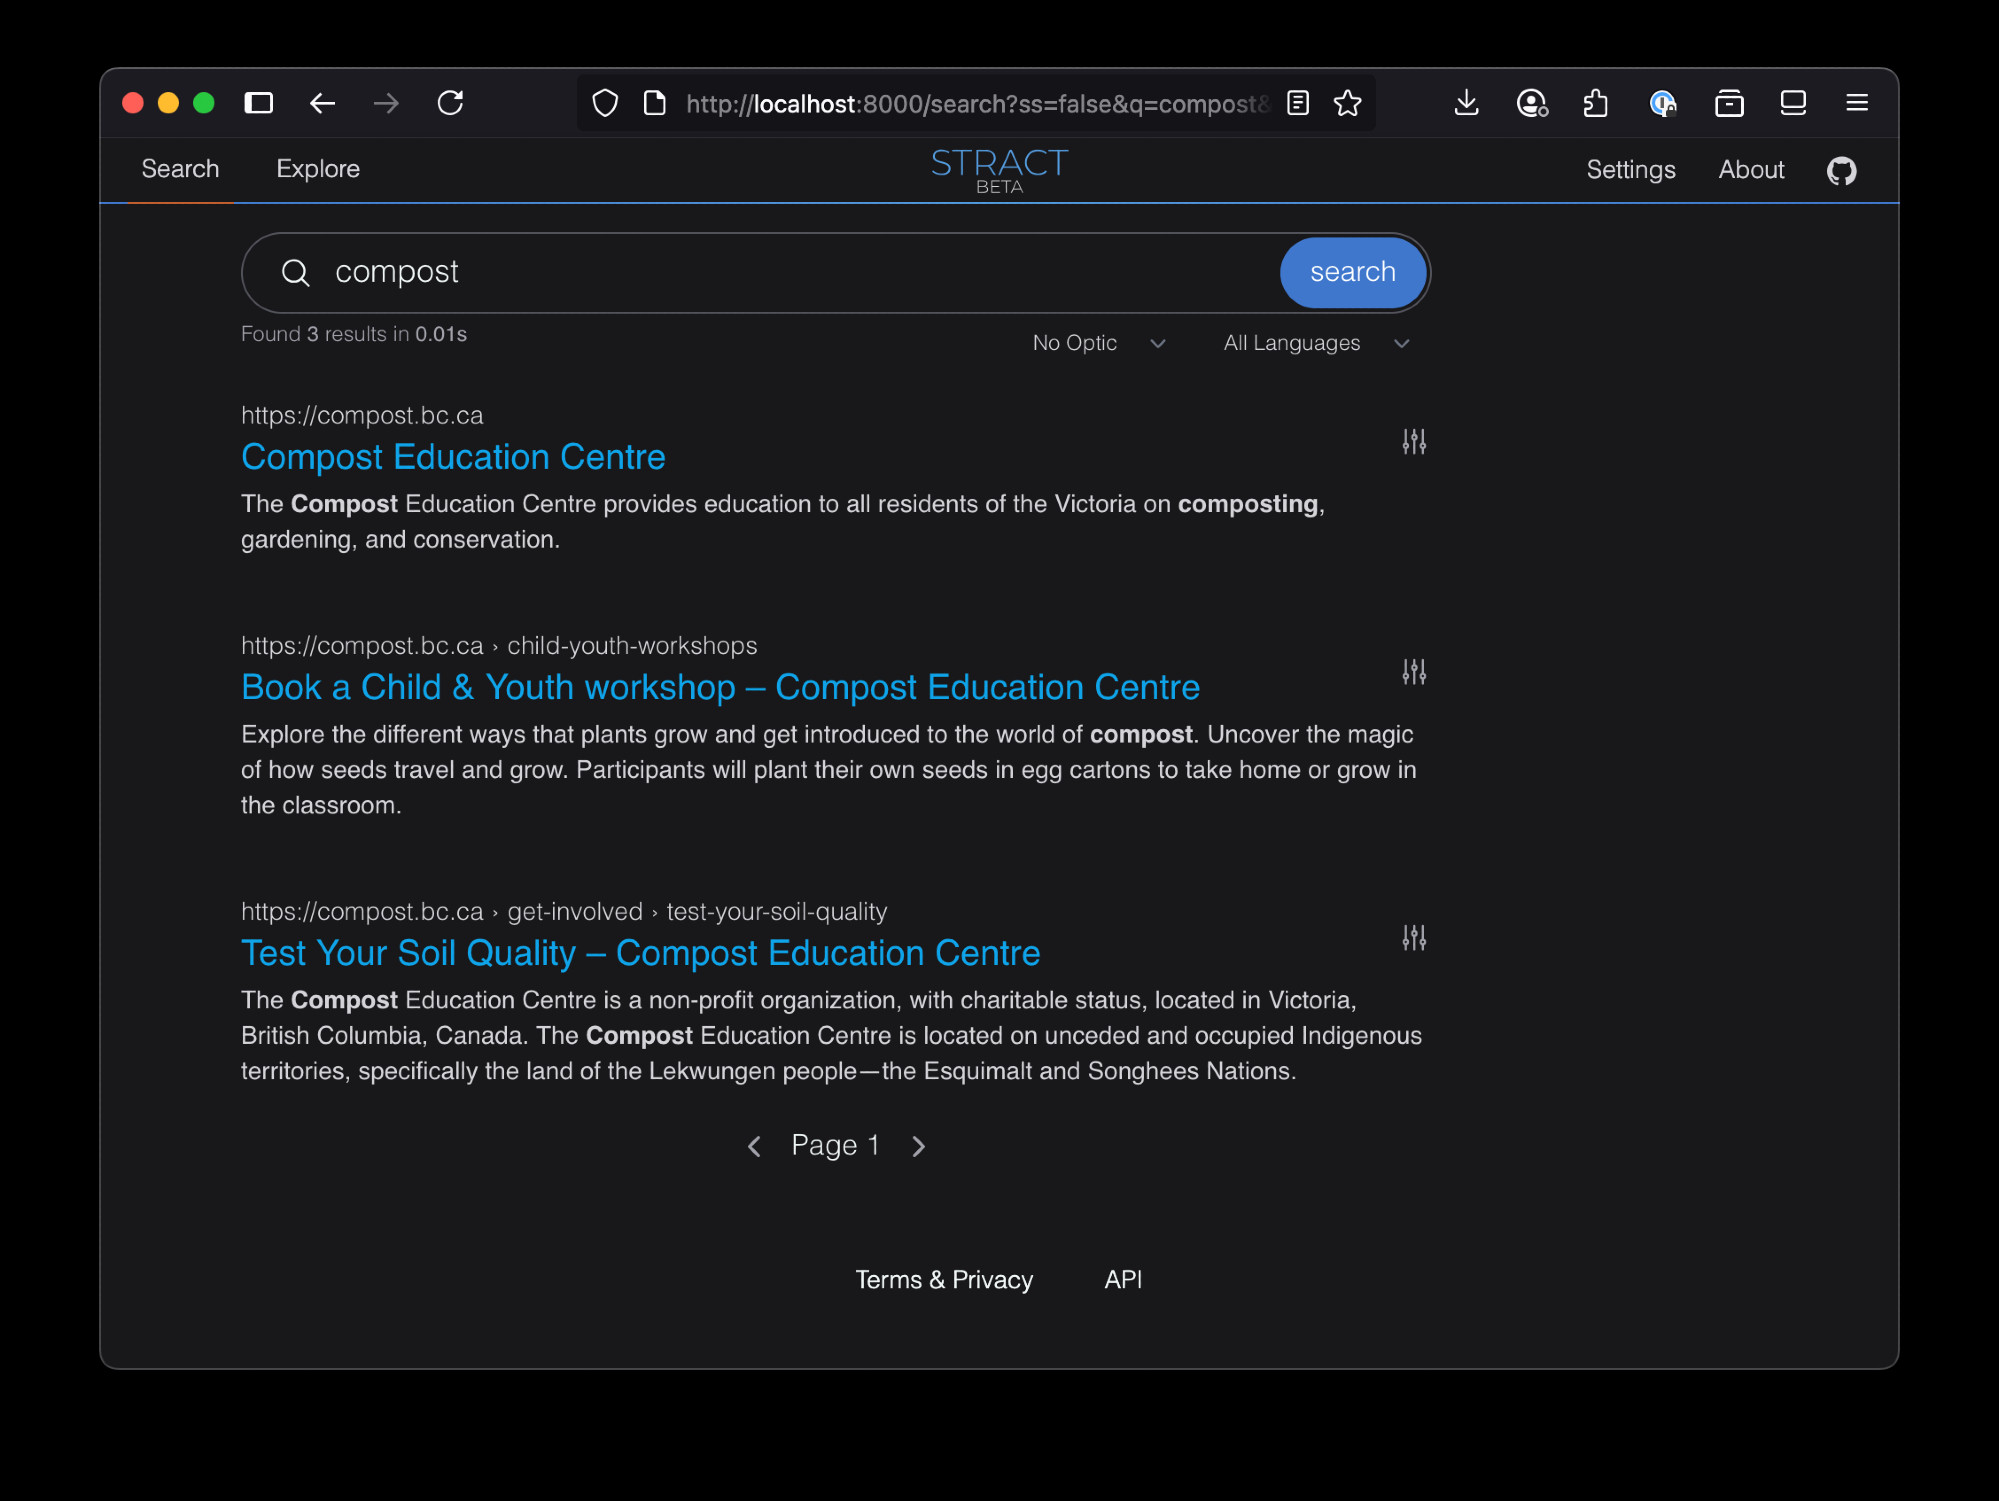 http://localhost:8000/search?ss=false&q=compost&
Search Explore STRACT BETA Settings About
compost search
Found 3 results in 0.01s
No Optic All Languages
https://compost.bc.ca
Compost Education Centre
The Compost Education Centre provides education to all residents of the Victoria on composting,
gardening, and conservation.
https://compost.bc.ca › child-youth-workshops
Book a Child & Youth workshop – Compost Education Centre
Explore the different ways that plants grow and get introduced to the world of compost. Uncover the magic
of how seeds travel and grow. Participants will plant their own seeds in egg cartons to take home or grow in
the classroom.
https://compost.bc.ca › get-involved › test-your-soil-quality
Test Your Soil Quality – Compost Education Centre
The Compost Education Centre is a non-profit organization, with charitable status, located in Victoria,
British Columbia, Canada. The Compost Education Centre is located on unceded and occupied Indigenous
territories, specifically the land of the Lekwungen people—the Esquimalt and Songhees Nations.
Page 1
Terms & Privacy API